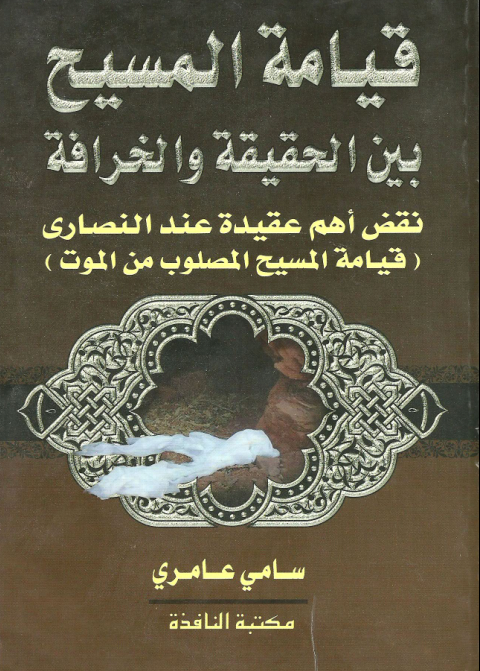 قيامة المسيح
بين الحقيقة والخرافة
نقض أهم عقيدة عند النصارى
( قيامة المسيح المصلوب من الموت )
سامي عامري
مكتبة النافذة